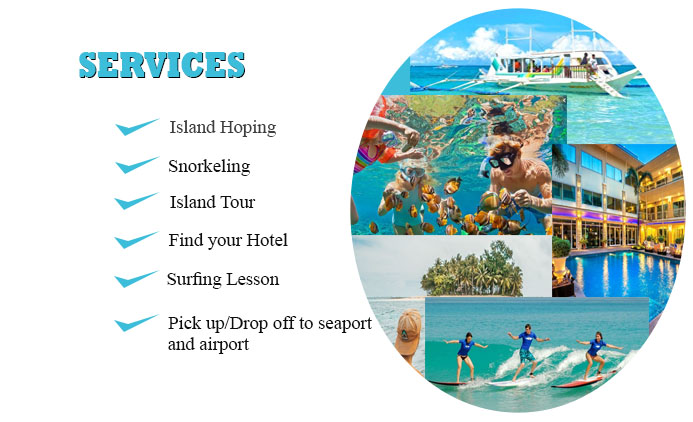 SERVICES
Island Hoping
Snorkeling
Island Tour
Find your Hotel
Surfing Lesson
Pick up/Drop off to seaport
and airport